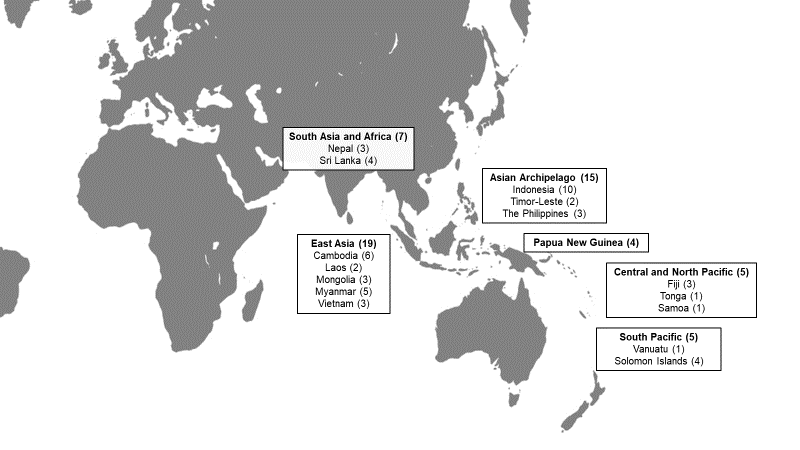 South Asia and Africa (7)
Nepal (3)
Sri Lanka (4)
Asian Archipelago (15)
Indonesia (10)
Timor-Leste (2)
The Philippines (3)
East Asia (19)
Cambodia (6)
Laos (2)
Mongolia (3)
Myanmar (5)
Vietnam (3)
Papua New Guinea (4)
Central and North Pacific (5)
Fiji (3)
Tonga (1)
Samoa (1)
South Pacific (5)
Vanuatu (1)
Solomon Islands (4)